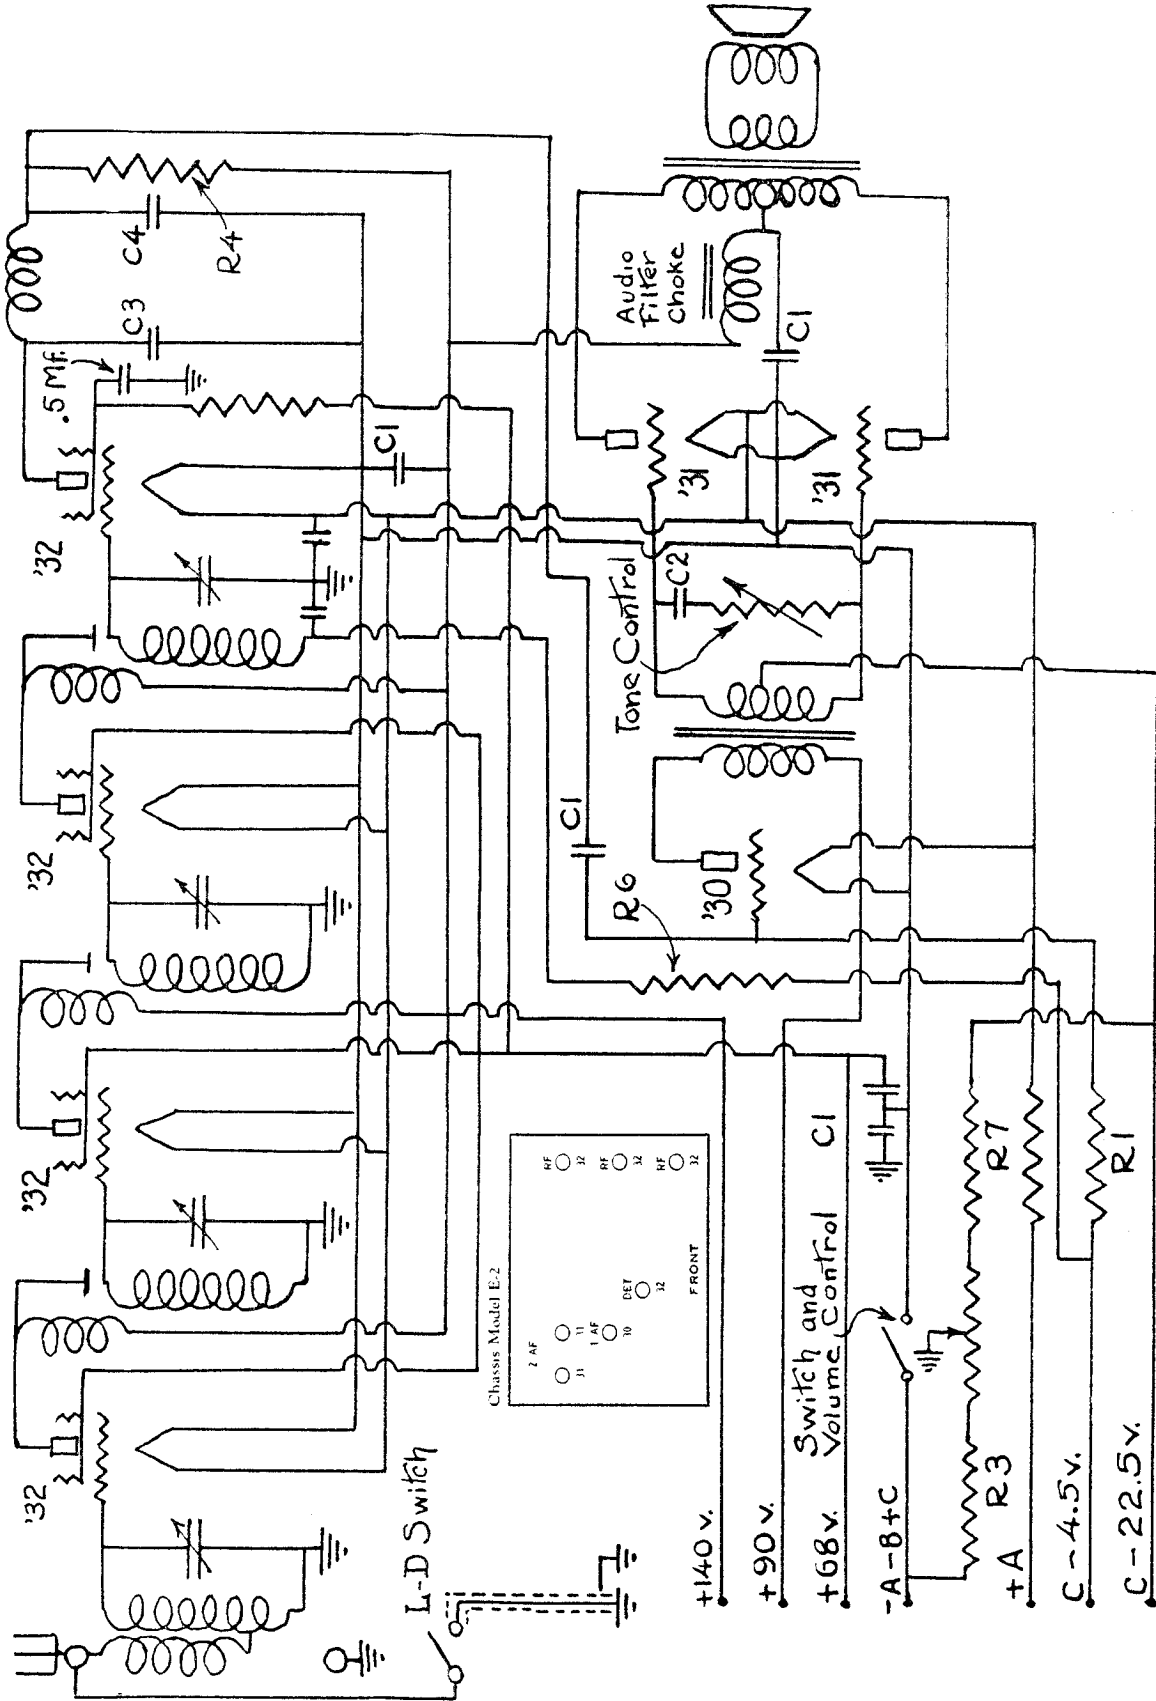 '32
'32
'32
'32
.5 Mf.
C3
C4
R4
C1
L-D Switch
Chassis Model E-2
2 AF
31
31
1 AF
30
DET
32
RF
32
RF
32
RF
32
FRONT
R6
C1
'30
Tone Control
C2
'31
'31
Audio
Filter
Choke
C1
+140 v.
+90 v.
+68 v.
C1
Switch and
Volume Control
-A-B+C
R3
R7
+A
C-4.5v.
R1
C-22.5v.